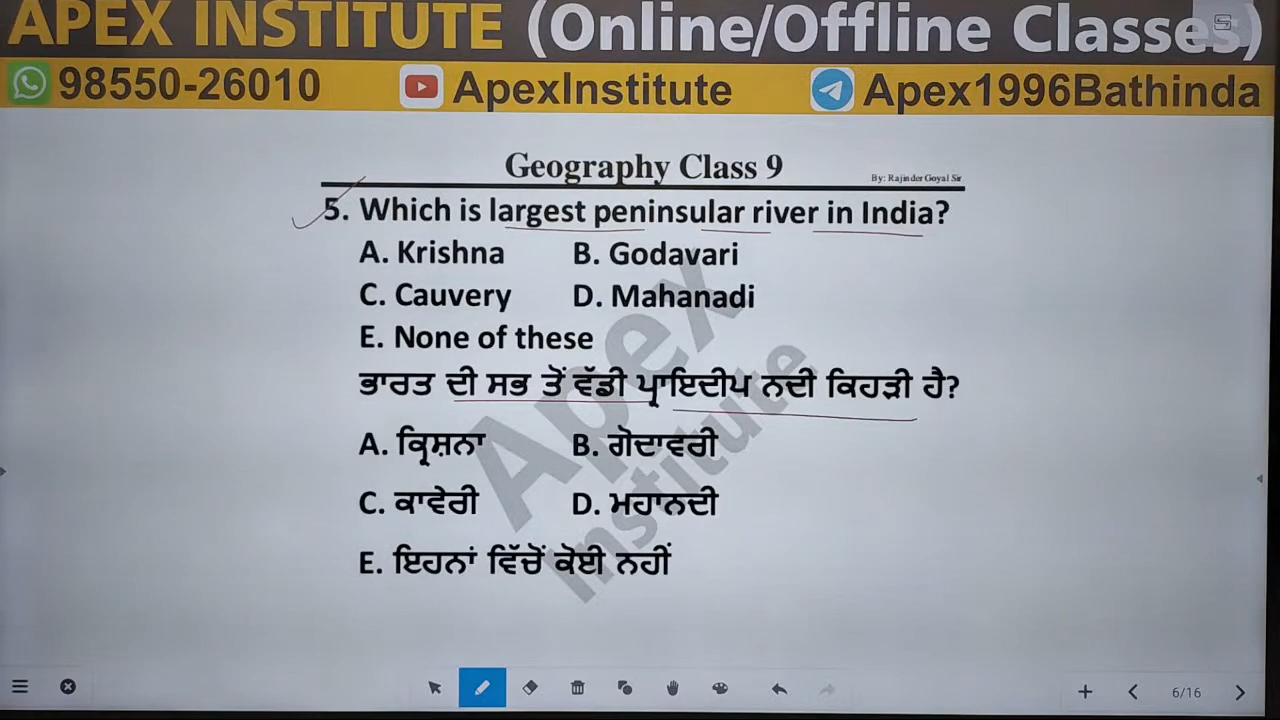 APEX INSTITUTE (Online/Offline Classes)
98550-26010 ApexInstitute Apex1996Bathinda
Geography Class 9
By: Rajinder Goyal Sir
5. Which is largest peninsular river in India?
A. Krishna B. Godavari
C. Cauvery D. Mahanadi
E. None of these
ਭਾਰਤ ਦੀ ਸਭ ਤੋਂ ਵੱਡੀ ਪ੍ਰਾਇਦੀਪ ਨਦੀ ਕਿਹੜੀ ਹੈ?
A. ਕ੍ਰਿਸ਼ਨਾ B. ਗੋਦਾਵਰੀ
C. ਕਾਵੇਰੀ D. ਮਹਾਨਦੀ
E. ਇਹਨਾਂ ਵਿੱਚੋਂ ਕੋਈ ਨਹੀਂ
Apex
Institute
6/16